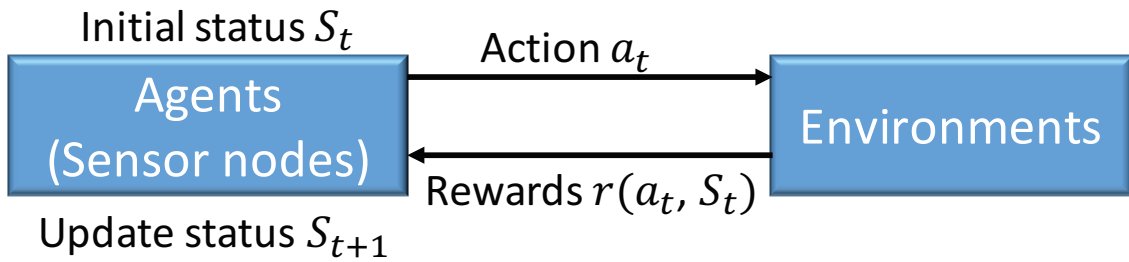 Initial status $S_t$
Action $a_t$
Agents
(Sensor nodes)
Environments
Rewards $r(a_t, S_t)$
Update status $S_{t+1}$